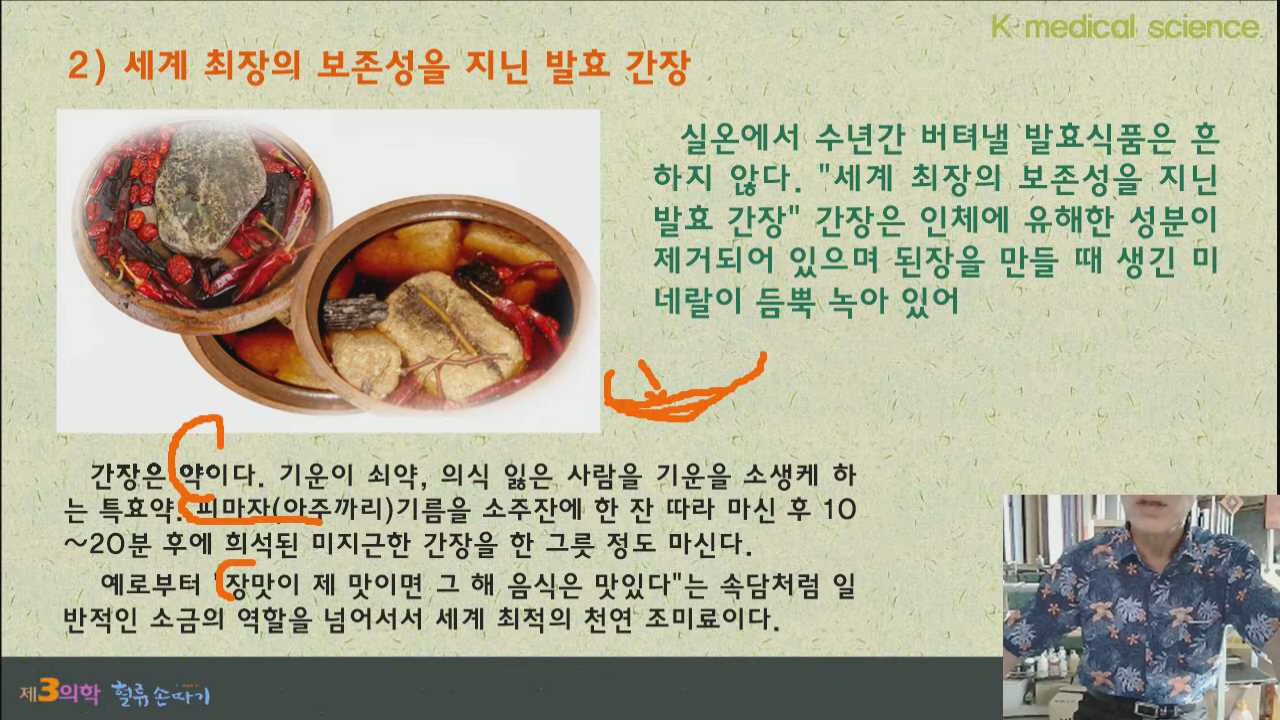 K medical science
2) 세계 최장의 보존성을 지닌 발효 간장
실온에서 수년간 버텨낼 발효식품은 흔
하지 않다. "세계 최장의 보존성을 지닌
발효 간장" 간장은 인체에 유해한 성분이
제거되어 있으며 된장을 만들 때 생긴 미
네랄이 듬뿍 녹아 있어
간장은 약이다. 기운이 쇠약, 의식 잃은 사람을 기운을 소생케 하
는 특효약. 피마자(아주까리)기름을 소주잔에 한 잔 따라 마신 후 10
~20분 후에 희석된 미지근한 간장을 한 그릇 정도 마신다.
예로부터 "장맛이 제 맛이면 그 해 음식은 맛있다"는 속담처럼 일
반적인 소금의 역할을 넘어서서 세계 최적의 천연 조미료이다.
제3의학 혈류 손따기